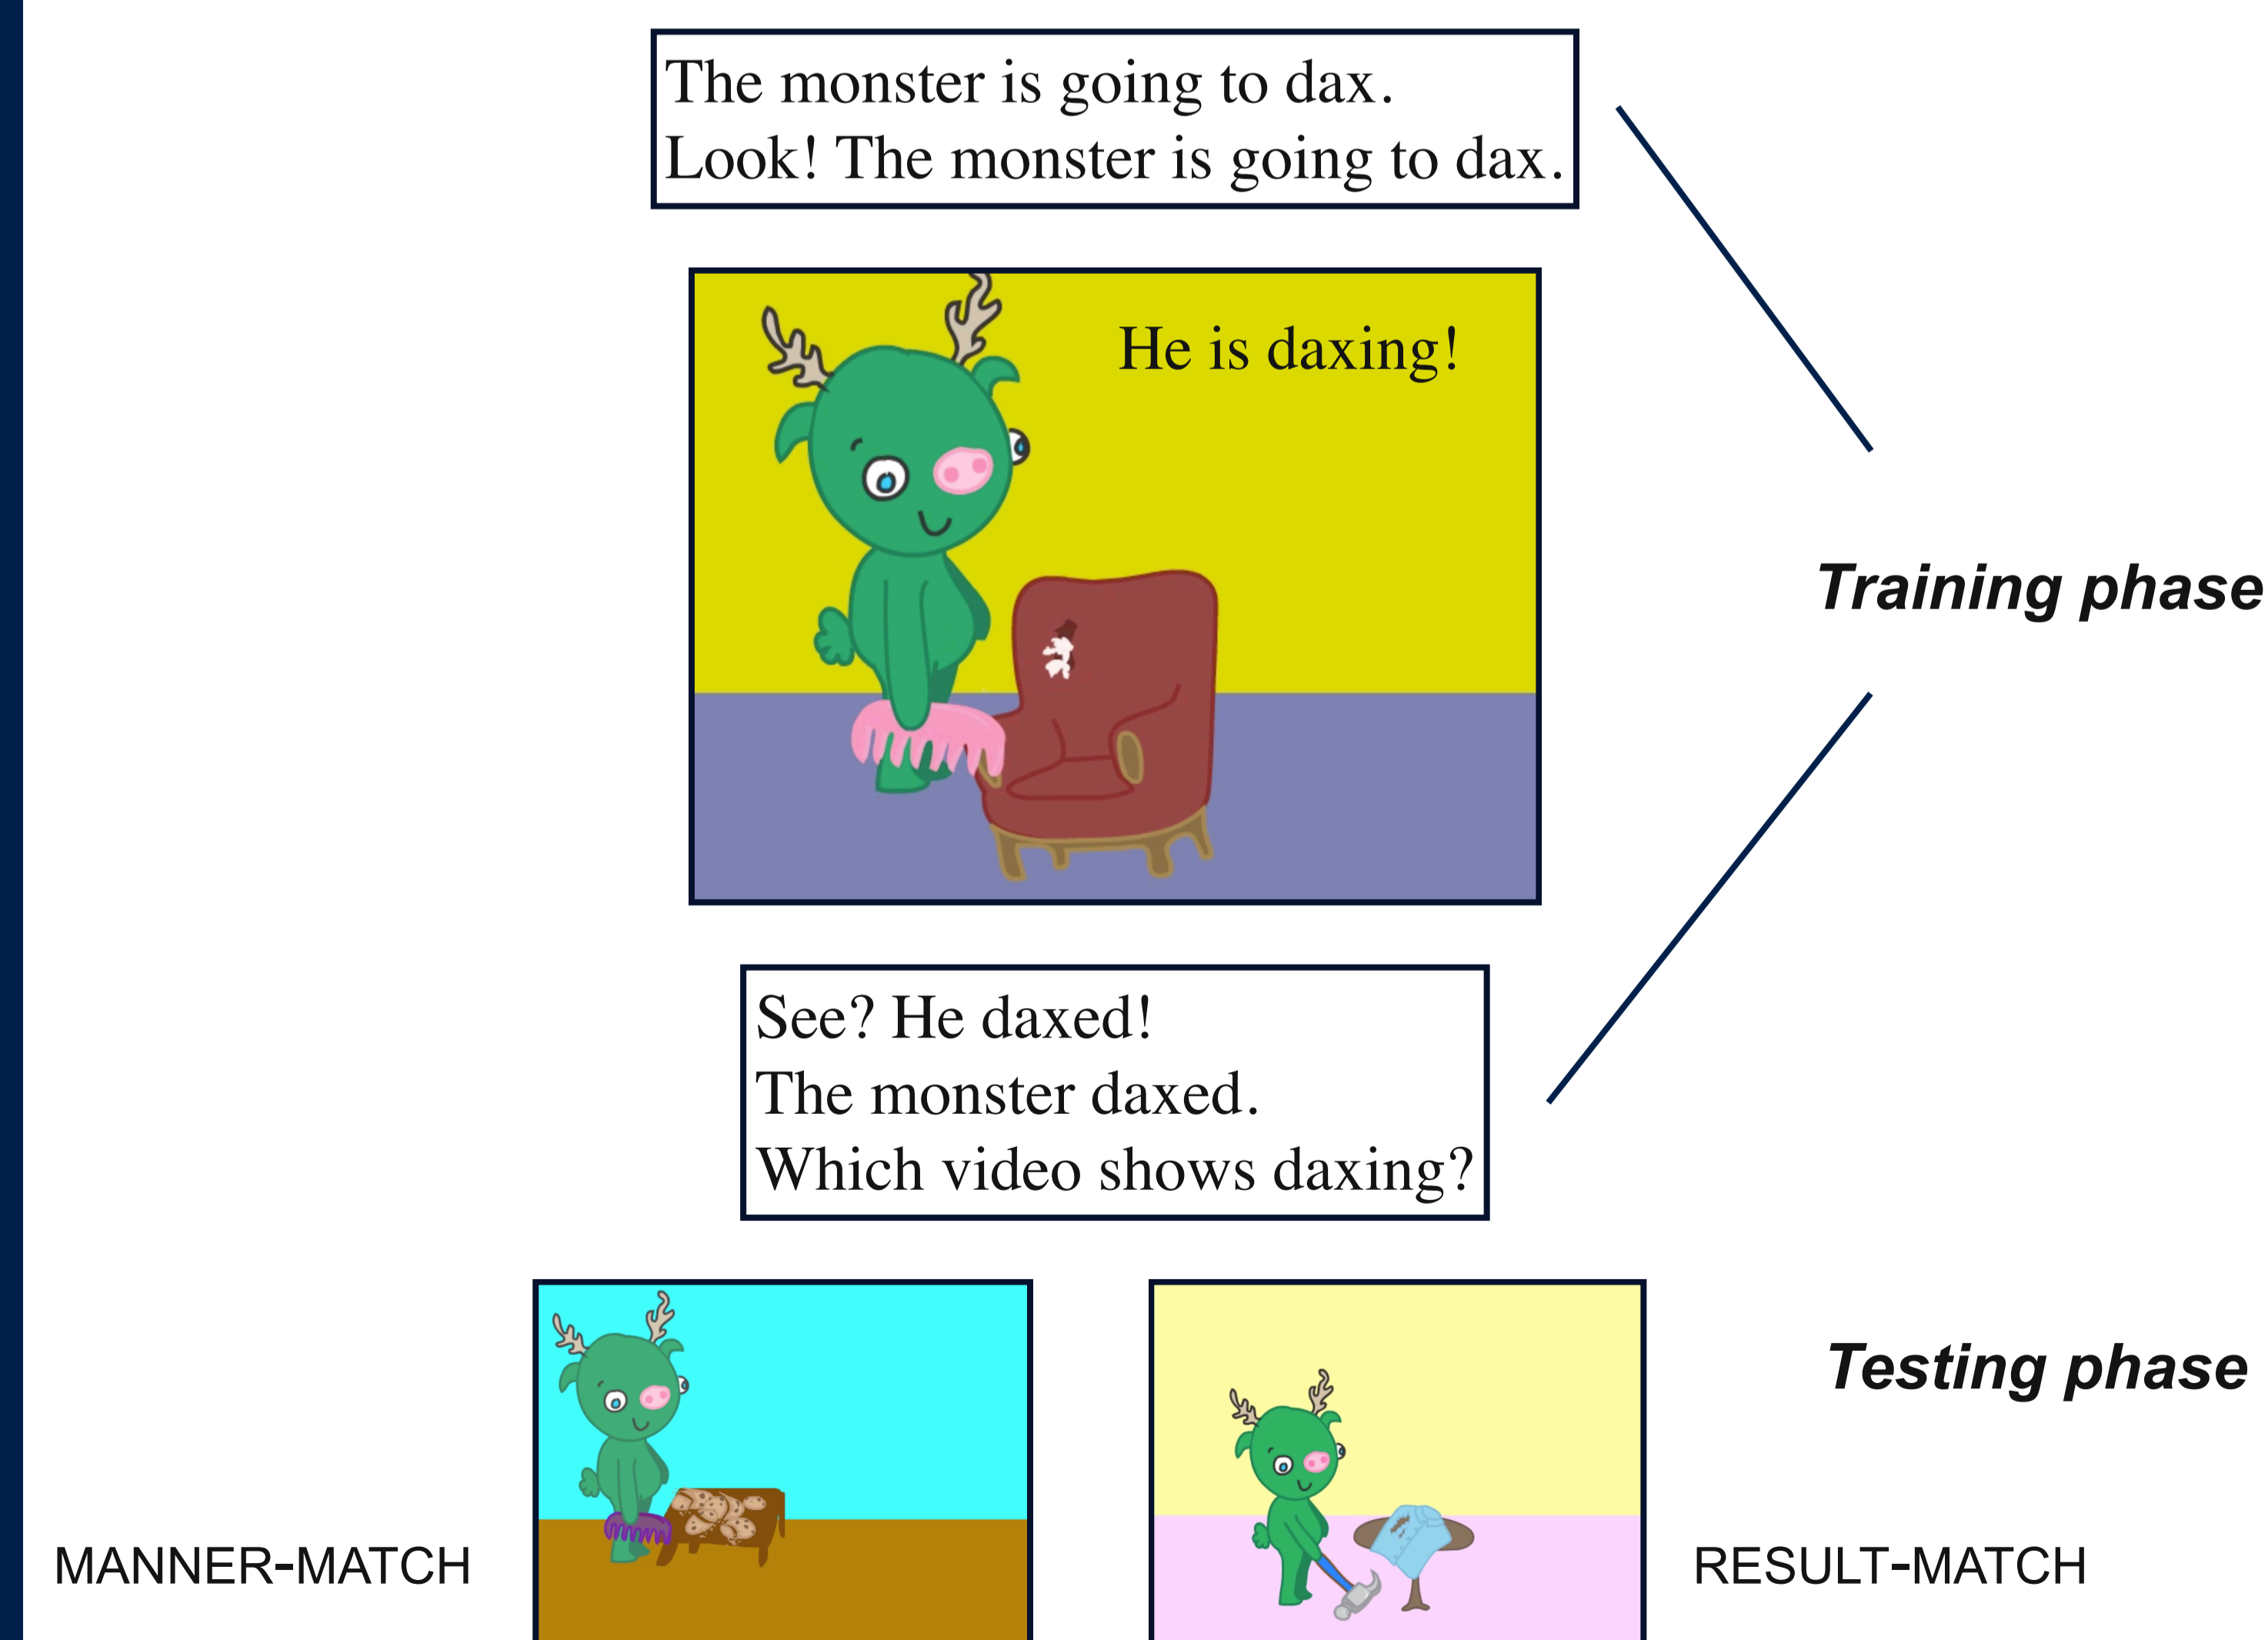 The monster is going to dax.
Look! The monster is going to dax.
He is daxing!
Training phase
See? He daxed!
The monster daxed.
Which video shows daxing?
Testing phase
MANNER-MATCH
RESULT-MATCH